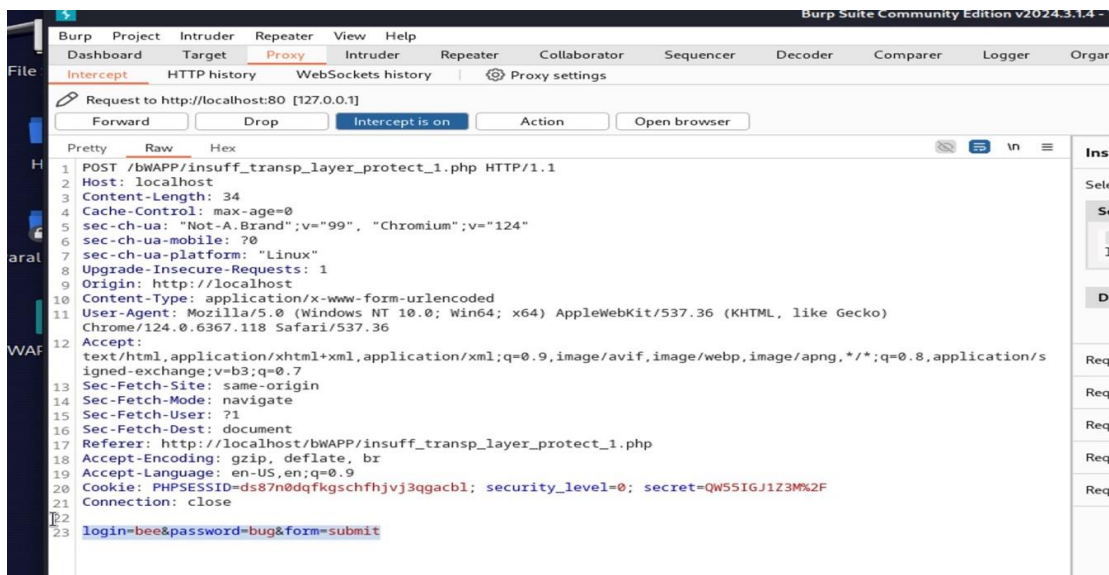 Burp Suite Community Edition v2024.3.1.4 -
Burp Project Intruder Repeater View Help
Dashboard Target Proxy Intruder Repeater Collaborator Sequencer Decoder Comparer Logger Organ
File
Intercept HTTP history WebSockets history Proxy settings
Request to http://localhost:80 [127.0.0.1]
Forward Drop Intercept is on Action Open browser
Pretty Raw Hex \n
H
aral
WAF
1 POST /bWAPP/insuff_transp_layer_protect_1.php HTTP/1.1
2 Host: localhost
3 Content-Length: 34
4 Cache-Control: max-age=0
5 sec-ch-ua: "Not-A.Brand";v="99", "Chromium";v="124"
6 sec-ch-ua-mobile: ?0
7 sec-ch-ua-platform: "Linux"
8 Upgrade-Insecure-Requests: 1
9 Origin: http://localhost
10 Content-Type: application/x-www-form-urlencoded
11 User-Agent: Mozilla/5.0 (Windows NT 10.0; Win64; x64) AppleWebKit/537.36 (KHTML, like Gecko)
Chrome/124.0.6367.118 Safari/537.36
12 Accept:
text/html,application/xhtml+xml,application/xml;q=0.9,image/avif,image/webp,image/apng,*/*;q=0.8,application/s
igned-exchange;v=b3;q=0.7
13 Sec-Fetch-Site: same-origin
14 Sec-Fetch-Mode: navigate
15 Sec-Fetch-User: ?1
16 Sec-Fetch-Dest: document
17 Referer: http://localhost/bWAPP/insuff_transp_layer_protect_1.php
18 Accept-Encoding: gzip, deflate, br
19 Accept-Language: en-US,en;q=0.9
20 Cookie: PHPSESSID=ds87n0dqfkgschfhjvj3qgacbl; security_level=0; secret=QW55IGJ1Z3M%2F
21 Connection: close
22
23 login=bee&password=bug&form=submit
Ins
Sele
S
D
Req
Req
Req
Req
Req